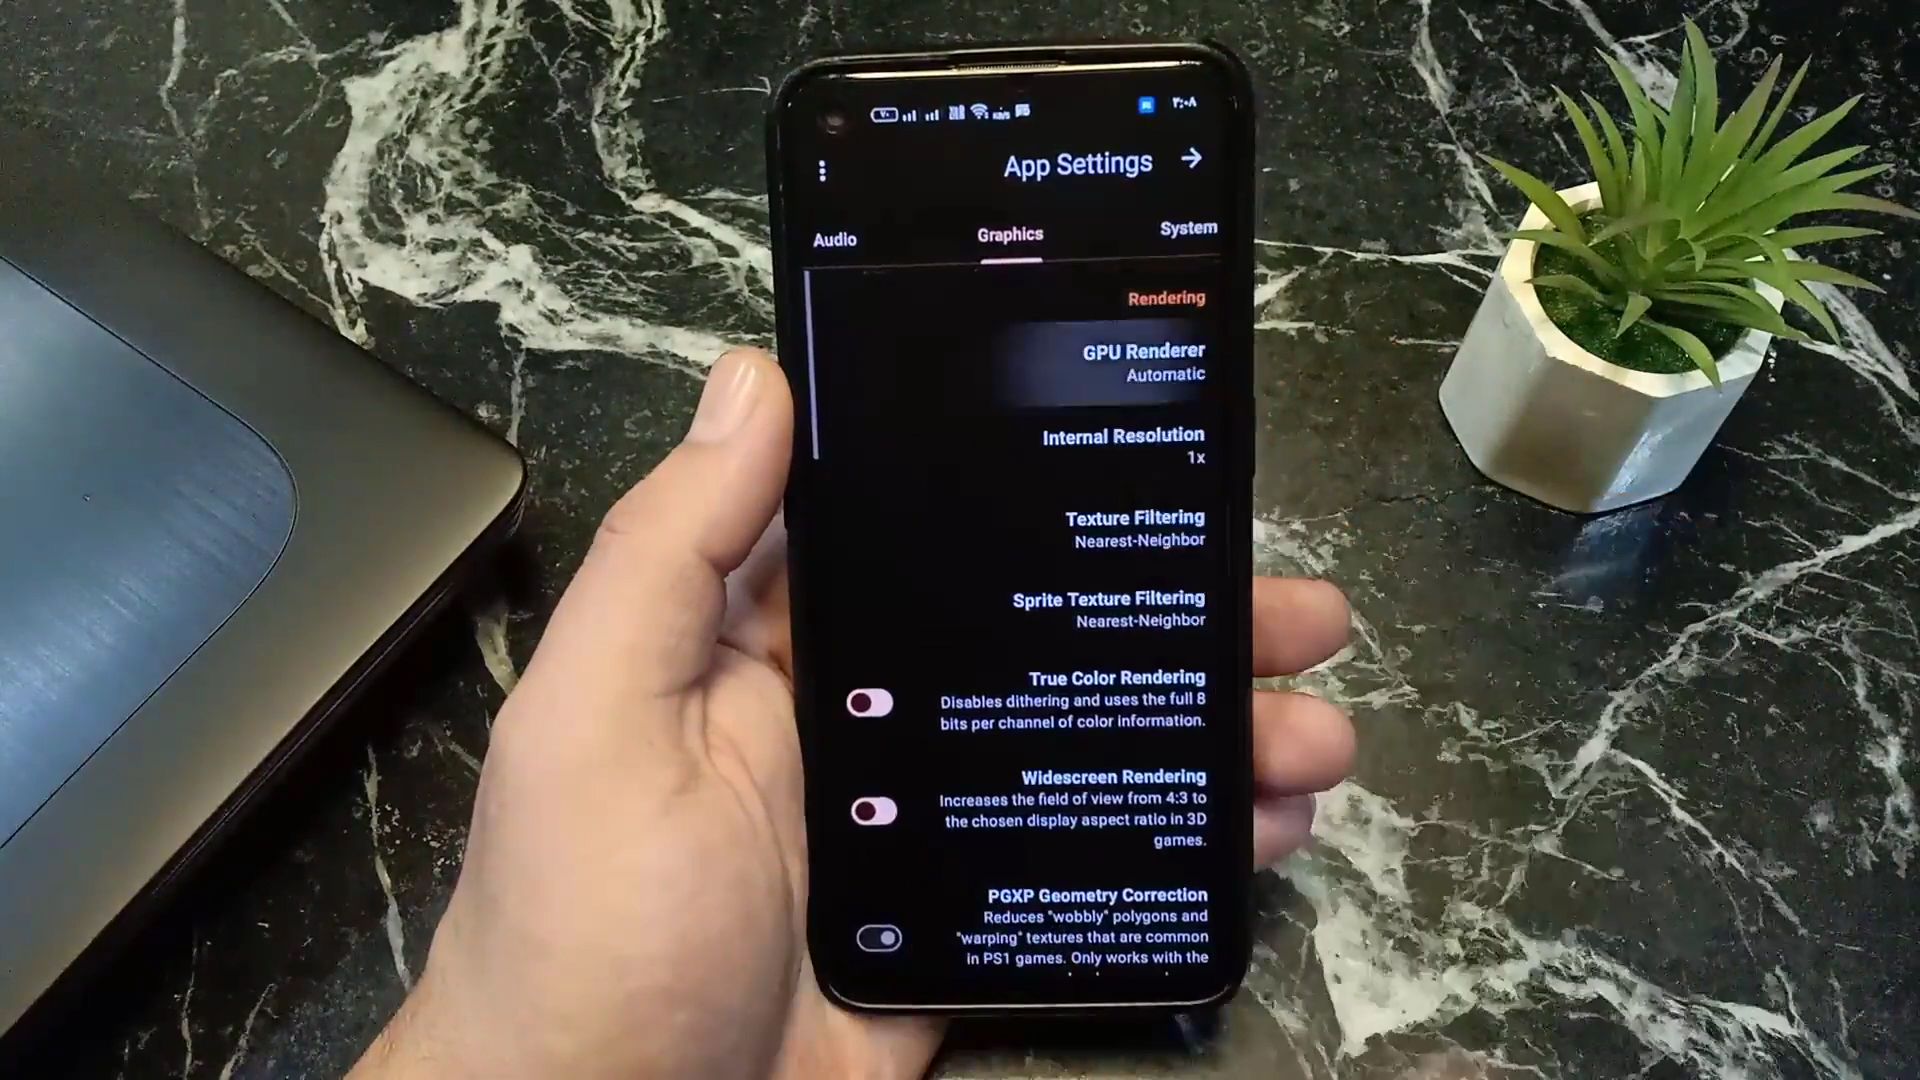 ٣:٠٨
App Settings
Audio
Graphics
System
Rendering
GPU Renderer
Automatic
Internal Resolution
1x
Texture Filtering
Nearest-Neighbor
Sprite Texture Filtering
Nearest-Neighbor
True Color Rendering
Disables dithering and uses the full 8
bits per channel of color information.
Widescreen Rendering
Increases the field of view from 4:3 to
the chosen display aspect ratio in 3D
games.
PGXP Geometry Correction
Reduces "wobbly" polygons and
"warping" textures that are common
in PS1 games. Only works with the